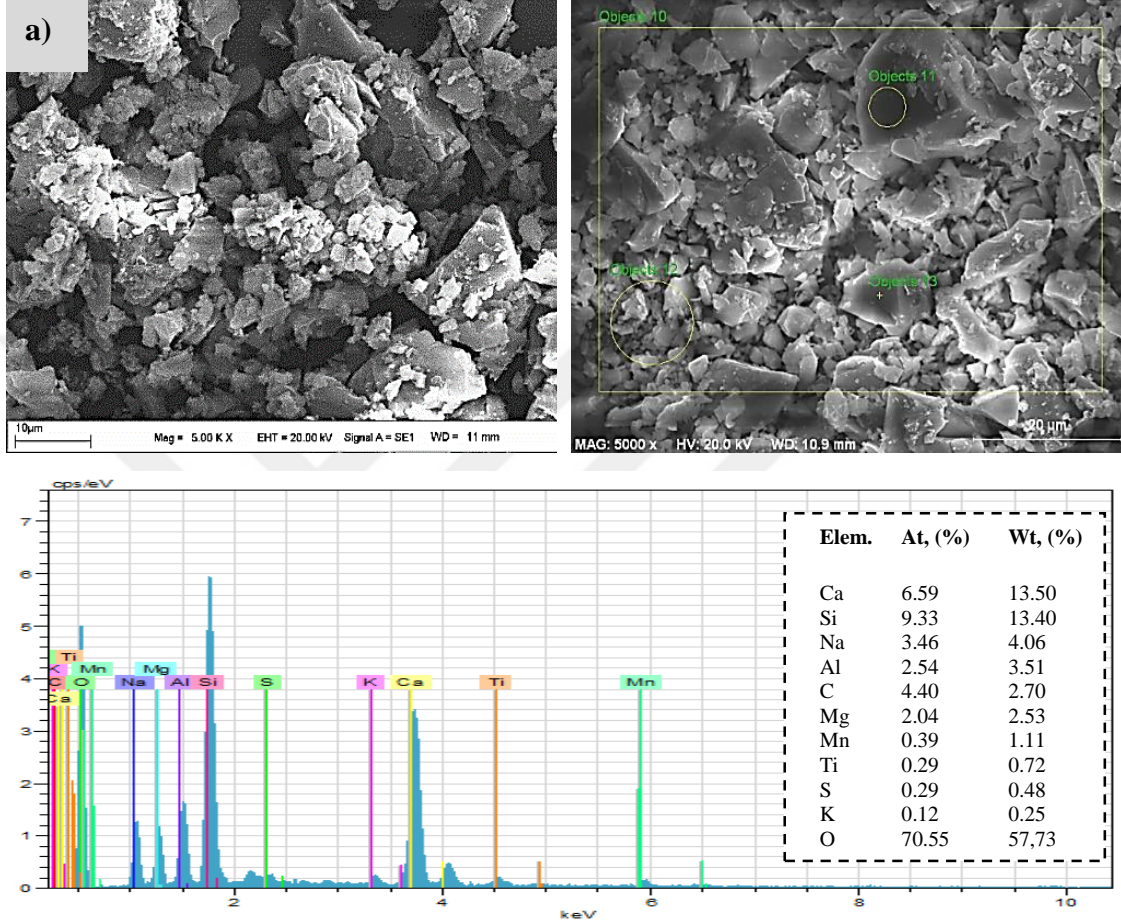 a)
10µm
Mag = 5.00 K X EHT = 20.00 kV Signal A = SE1 WD = 11 mm
Objects 10
Objects 11
Objects 12
Objects 13
20 µm
MAG: 5000 x HV: 20.0 kV WD: 10.9 mm
cps/eV
7
6
5
4
3
2
1
0
Ti
K Mn Mg
C O Na Al Si S K Ca Ti Mn
Ca
2 4 6 8 10
keV
Elem. At, (%) Wt, (%)
Ca 6.59 13.50
Si 9.33 13.40
Na 3.46 4.06
Al 2.54 3.51
C 4.40 2.70
Mg 2.04 2.53
Mn 0.39 1.11
Ti 0.29 0.72
S 0.29 0.48
K 0.12 0.25
O 70.55 57,73